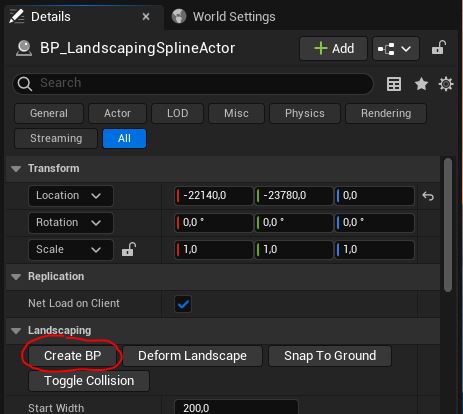 Details
World Settings
BP_LandscapingSplineActor
Add
Search
General Actor LOD Misc Physics Rendering
Streaming All
Transform
Location -22140,0 -23780,0 0,0
Rotation 0,0 ° 0,0 ° 0,0 °
Scale 1,0 1,0 1,0
Replication
Net Load on Client
Landscaping
Create BP Deform Landscape Snap To Ground
Toggle Collision
Start Width 200,0